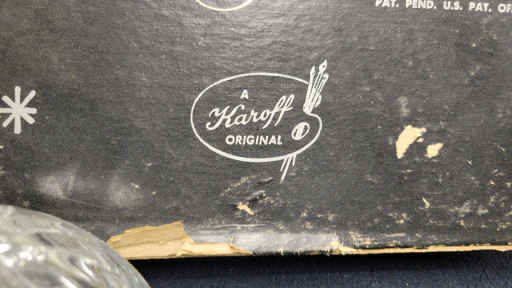 PAT. PEND. U.S. PAT. OF
A
Karoff
ORIGINAL